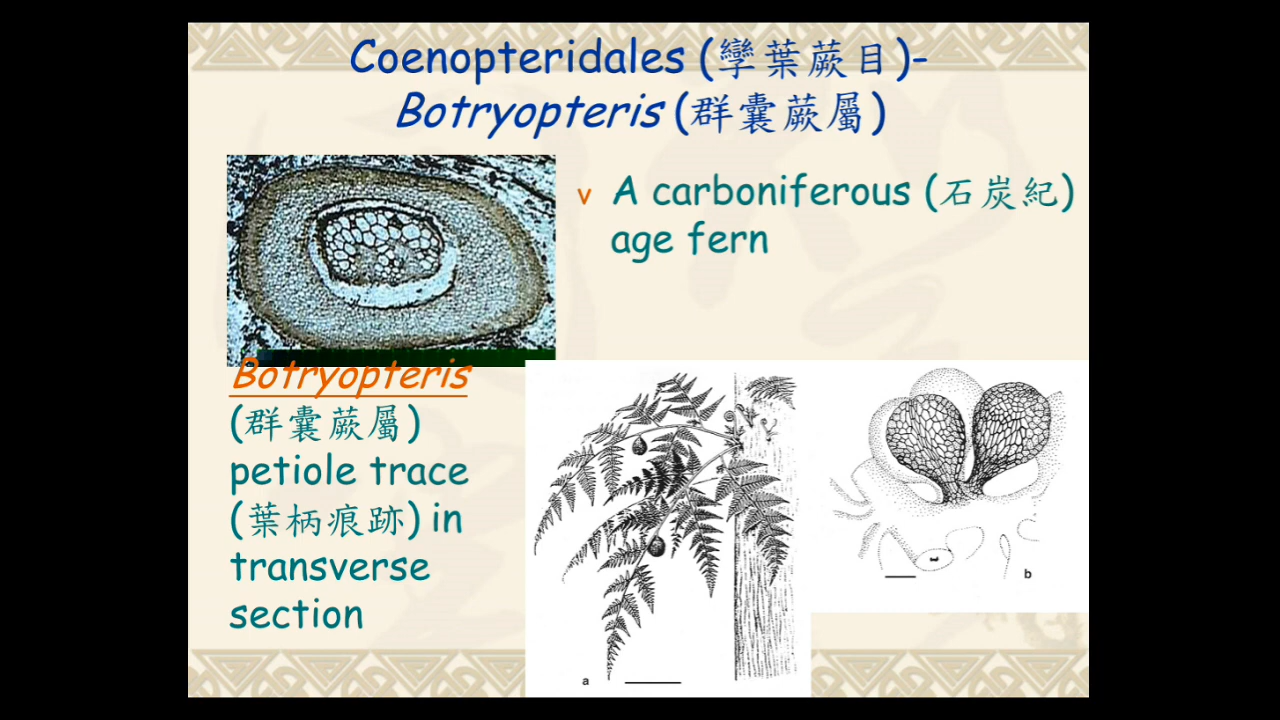 Coenopteridales (孿葉蕨目)-
Botryopteris (群囊蕨屬)
v A carboniferous (石炭紀)
age fern
Botryopteris
(群囊蕨屬)
petiole trace
(葉柄痕跡) in
transverse
section
a
b